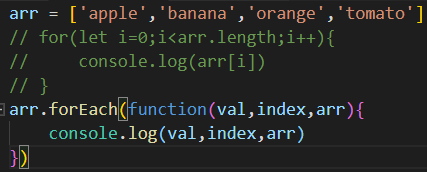 arr = ['apple','banana','orange','tomato']
// for(let i=0;i<arr.length;i++){
//     console.log(arr[i])
// }
arr.forEach(function(val,index,arr){
    console.log(val,index,arr)
})